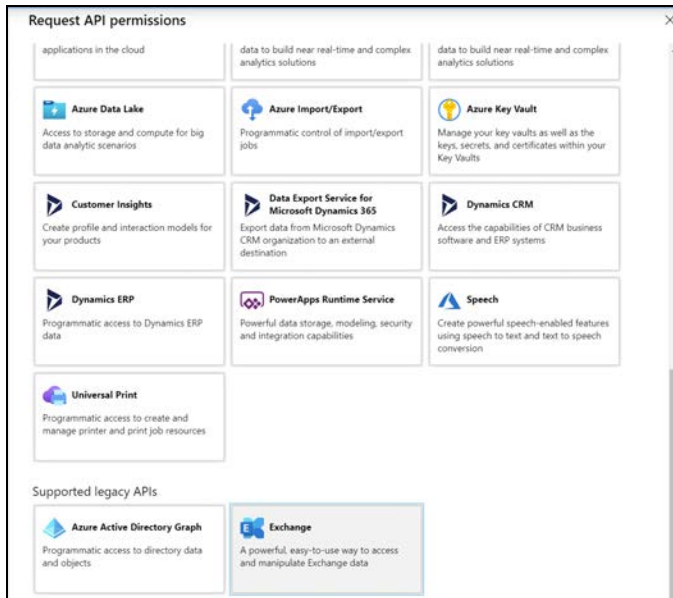 Request API permissions
applications in the cloud
data to build near real-time and complex
analytics solutions
data to build near real-time and complex
analytics solutions
Azure Data Lake
Access to storage and compute for big
data analytic scenarios
Azure Import/Export
Programmatic control of import/export
jobs
Azure Key Vault
Manage your key vaults as well as the
keys, secrets, and certificates within your
Key Vaults
Customer Insights
Create profile and interaction models for
your products
Data Export Service for
Microsoft Dynamics 365
Export data from Microsoft Dynamics
CRM organization to an external
destination
Dynamics CRM
Access the capabilities of CRM business
software and ERP systems
Dynamics ERP
Programmatic access to Dynamics ERP
data
PowerApps Runtime Service
Powerful data storage, modeling, security
and integration capabilities
Speech
Create powerful speech-enabled features
using speech to text and text to speech
conversion
Universal Print
Programmatic access to create and
manage printer and print job resources
Supported legacy APIs
Azure Active Directory Graph
Programmatic access to directory data
and objects
Exchange
A powerful, easy-to-use way to access
and manipulate Exchange data